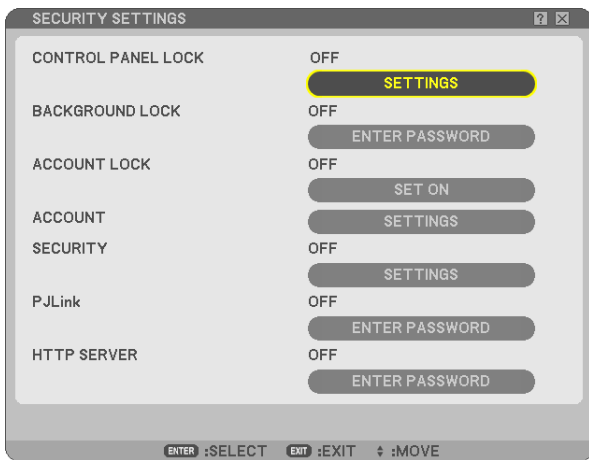 SECURITY SETTINGS
CONTROL PANEL LOCK OFF
SETTINGS
BACKGROUND LOCK OFF
ENTER PASSWORD
ACCOUNT LOCK OFF
SET ON
ACCOUNT SETTINGS
SECURITY OFF
SETTINGS
PJLink OFF
ENTER PASSWORD
HTTP SERVER OFF
ENTER PASSWORD
ENTER :SELECT EXIT :EXIT :MOVE